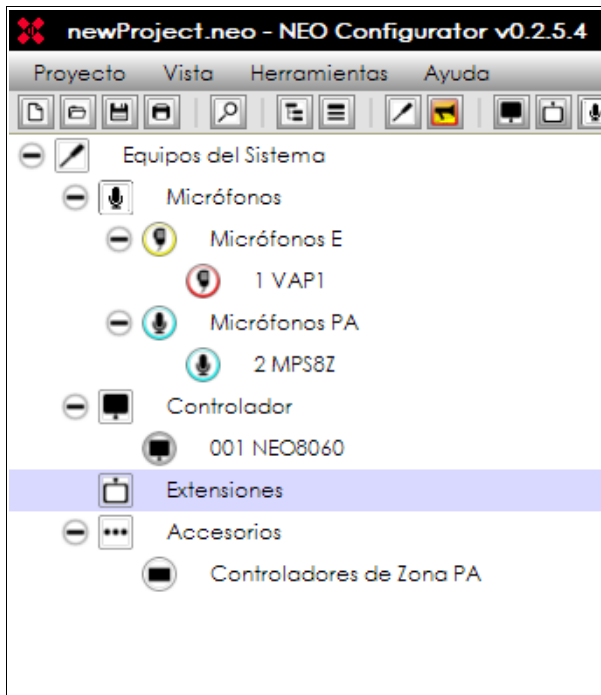 newProject.neo - NEO Configurator v0.2.5.4
Proyecto Vista Herramientas Ayuda
Equipos del Sistema
Micrófonos
Micrófonos E
1 VAP1
Micrófonos PA
2 MPS8Z
Controlador
001 NEO8060
Extensiones
Accesorios
Controladores de Zona PA